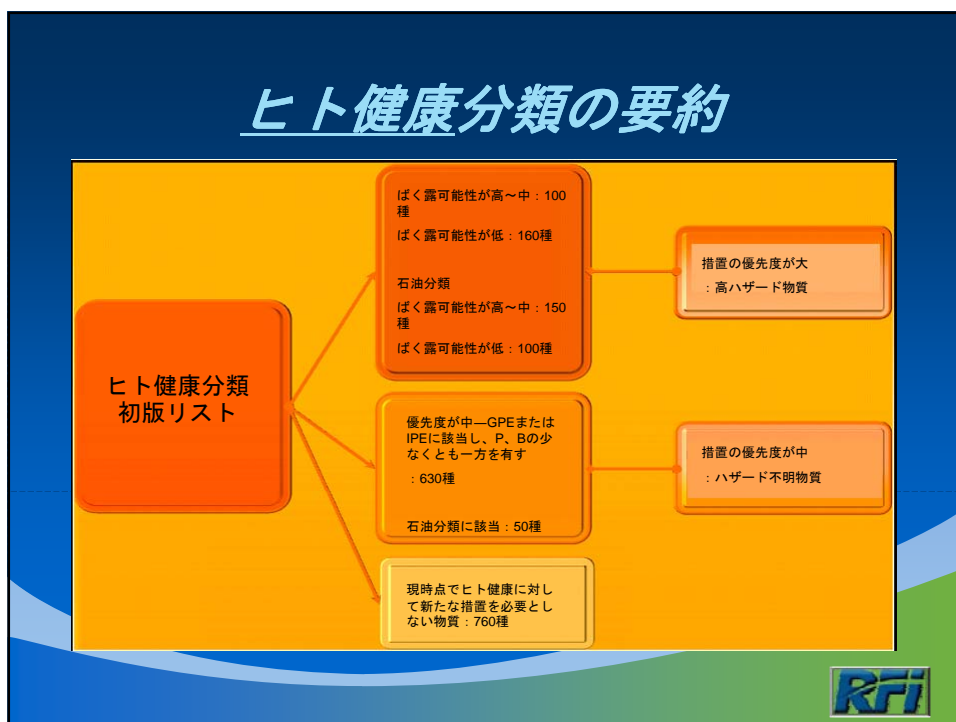 ヒト健康分類の要約
ヒト健康分類
初版リスト
ばく露可能性が高～中：100
種
ばく露可能性が低：160種
石油分類
ばく露可能性が高～中：150
種
ばく露可能性が低：100種
措置の優先度が大
：高ハザード物質
優先度が中―GPEまたは
IPEに該当し、P、Bの少
なくとも一方を有す
：630種
石油分類に該当：50種
措置の優先度が中
：ハザード不明物質
現時点でヒト健康に対し
て新たな措置を必要とし
ない物質：760種
RFi